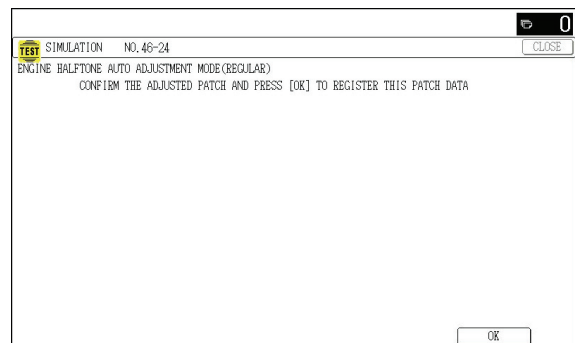 0
TEST SIMULATION NO.46-24 CLOSE
ENGINE HALFTONE AUTO ADJUSTMENT MODE(REGULAR)
CONFIRM THE ADJUSTED PATCH AND PRESS [OK] TO REGISTER THIS PATCH DATA
OK